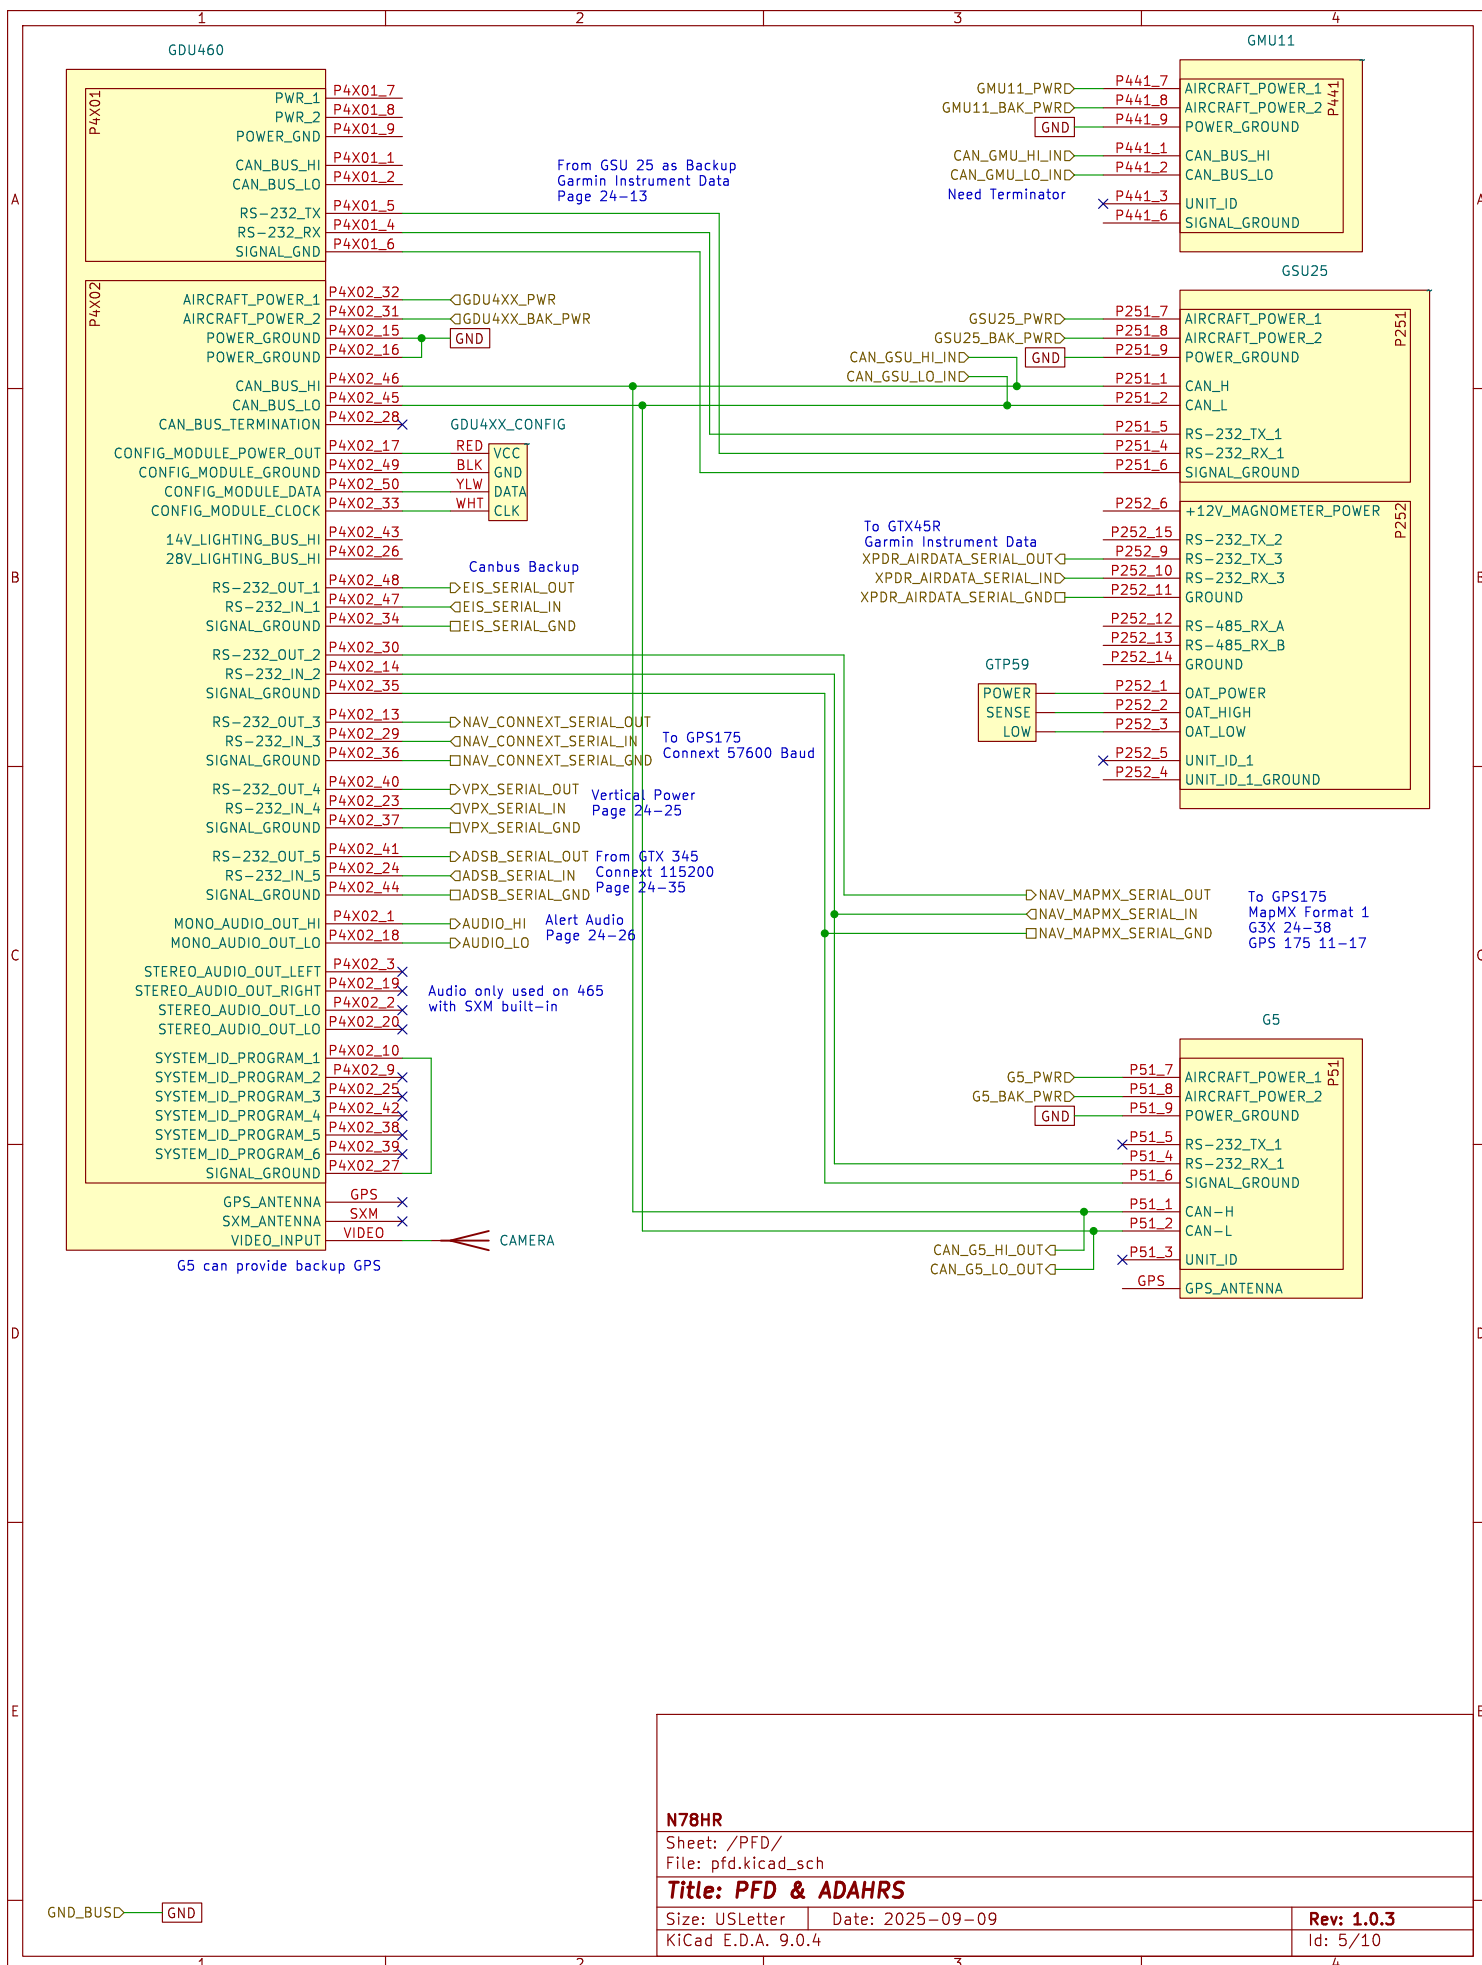 1 2 3 4
GDU460
P4X01
PWR_1 P4X01_7
PWR_2 P4X01_8
POWER_GND P4X01_9
CAN_BUS_HI P4X01_1
CAN_BUS_LO P4X01_2
RS-232_TX P4X01_5
RS-232_RX P4X01_4
SIGNAL_GND P4X01_6
From GSU 25 as Backup
Garmin Instrument Data
Page 24-13
P4X02
AIRCRAFT_POWER_1 P4X02_32 GDU4XX_PWR
AIRCRAFT_POWER_2 P4X02_31 GDU4XX_BAK_PWR
POWER_GROUND P4X02_15 GND
POWER_GROUND P4X02_16
CAN_BUS_HI P4X02_46
CAN_BUS_LO P4X02_45
CAN_BUS_TERMINATION P4X02_28
GDU4XX_CONFIG
CONFIG_MODULE_POWER_OUT P4X02_17 RED VCC
CONFIG_MODULE_GROUND P4X02_49 BLK GND
CONFIG_MODULE_DATA P4X02_50 YLW DATA
CONFIG_MODULE_CLOCK P4X02_33 WHT CLK
14V_LIGHTING_BUS_HI P4X02_43
28V_LIGHTING_BUS_HI P4X02_26
Canbus Backup
RS-232_OUT_1 P4X02_48 EIS_SERIAL_OUT
RS-232_IN_1 P4X02_47 EIS_SERIAL_IN
SIGNAL_GROUND P4X02_34 EIS_SERIAL_GND
RS-232_OUT_2 P4X02_30
RS-232_IN_2 P4X02_14
SIGNAL_GROUND P4X02_35
RS-232_OUT_3 P4X02_13 NAV_CONNEXT_SERIAL_OUT
RS-232_IN_3 P4X02_29 NAV_CONNEXT_SERIAL_IN
SIGNAL_GROUND P4X02_36 NAV_CONNEXT_SERIAL_GND
To GPS175
Connext 57600 Baud
RS-232_OUT_4 P4X02_40 VPX_SERIAL_OUT
RS-232_IN_4 P4X02_23 VPX_SERIAL_IN
SIGNAL_GROUND P4X02_37 VPX_SERIAL_GND
Vertical Power
Page 24-25
RS-232_OUT_5 P4X02_41 ADSB_SERIAL_OUT
RS-232_IN_5 P4X02_24 ADSB_SERIAL_IN
SIGNAL_GROUND P4X02_44 ADSB_SERIAL_GND
From GTX 345
Connext 115200
Page 24-35
MONO_AUDIO_OUT_HI P4X02_1 AUDIO_HI
MONO_AUDIO_OUT_LO P4X02_18 AUDIO_LO
Alert Audio
Page 24-26
STEREO_AUDIO_OUT_LEFT P4X02_3
STEREO_AUDIO_OUT_RIGHT P4X02_19
STEREO_AUDIO_OUT_LO P4X02_2
STEREO_AUDIO_OUT_LO P4X02_20
Audio only used on 465
with SXM built-in
SYSTEM_ID_PROGRAM_1 P4X02_10
SYSTEM_ID_PROGRAM_2 P4X02_9
SYSTEM_ID_PROGRAM_3 P4X02_25
SYSTEM_ID_PROGRAM_4 P4X02_42
SYSTEM_ID_PROGRAM_5 P4X02_38
SYSTEM_ID_PROGRAM_6 P4X02_39
SIGNAL_GROUND P4X02_27
GPS_ANTENNA GPS
SXM_ANTENNA SXM
VIDEO_INPUT VIDEO CAMERA
G5 can provide backup GPS
GMU11
P441
GMU11_PWR P441_7 AIRCRAFT_POWER_1
GMU11_BAK_PWR P441_8 AIRCRAFT_POWER_2
GND P441_9 POWER_GROUND
CAN_GMU_HI_IN P441_1 CAN_BUS_HI
CAN_GMU_LO_IN P441_2 CAN_BUS_LO
Need Terminator
P441_3 UNIT_ID
P441_6 SIGNAL_GROUND
GSU25
P251
GSU25_PWR P251_7 AIRCRAFT_POWER_1
GSU25_BAK_PWR P251_8 AIRCRAFT_POWER_2
CAN_GSU_HI_IN GND P251_9 POWER_GROUND
CAN_GSU_LO_IN P251_1 CAN_H
P251_2 CAN_L
P251_5 RS-232_TX_1
P251_4 RS-232_RX_1
P251_6 SIGNAL_GROUND
P252
P252_6 +12V_MAGNOMETER_POWER
To GTX45R
Garmin Instrument Data
P252_15 RS-232_TX_2
XPDR_AIRDATA_SERIAL_OUT P252_9 RS-232_TX_3
XPDR_AIRDATA_SERIAL_IN P252_10 RS-232_RX_3
XPDR_AIRDATA_SERIAL_GND P252_11 GROUND
P252_12 RS-485_RX_A
P252_13 RS-485_RX_B
P252_14 GROUND
GTP59
POWER P252_1 OAT_POWER
SENSE P252_2 OAT_HIGH
LOW P252_3 OAT_LOW
P252_5 UNIT_ID_1
P252_4 UNIT_ID_1_GROUND
NAV_MAPMX_SERIAL_OUT
NAV_MAPMX_SERIAL_IN
NAV_MAPMX_SERIAL_GND
To GPS175
MapMX Format 1
G3X 24-38
GPS 175 11-17
G5
P51
G5_PWR P51_7 AIRCRAFT_POWER_1
G5_BAK_PWR P51_8 AIRCRAFT_POWER_2
GND P51_9 POWER_GROUND
P51_5 RS-232_TX_1
P51_4 RS-232_RX_1
P51_6 SIGNAL_GROUND
P51_1 CAN-H
P51_2 CAN-L
CAN_G5_HI_OUT
CAN_G5_LO_OUT
P51_3 UNIT_ID
GPS GPS_ANTENNA
A A
B B
C C
D D
E E
GND_BUS GND
N78HR
Sheet: /PFD/
File: pfd.kicad_sch
Title: PFD & ADAHRS
Size: USLetter Date: 2025-09-09 Rev: 1.0.3
KiCad E.D.A. 9.0.4 Id: 5/10
1 2 3 4